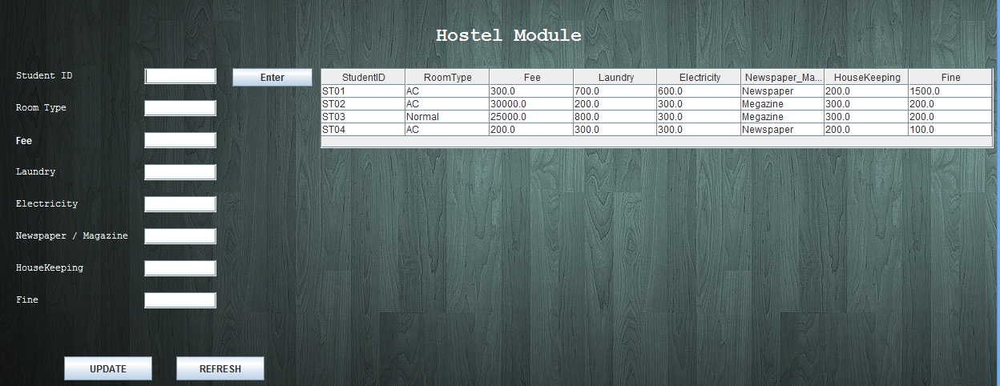 Hostel Module
Student ID
Enter
Room Type
Fee
Laundry
Electricity
Newspaper / Magazine
HouseKeeping
Fine
UPDATE REFRESH
StudentID RoomType Fee Laundry Electricity Newspaper_Ma... HouseKeeping Fine
ST01 AC 300.0 700.0 600.0 Newspaper 200.0 1500.0
ST02 AC 30000.0 200.0 300.0 Megazine 300.0 200.0
ST03 Normal 25000.0 800.0 300.0 Megazine 300.0 200.0
ST04 AC 200.0 300.0 300.0 Newspaper 200.0 100.0